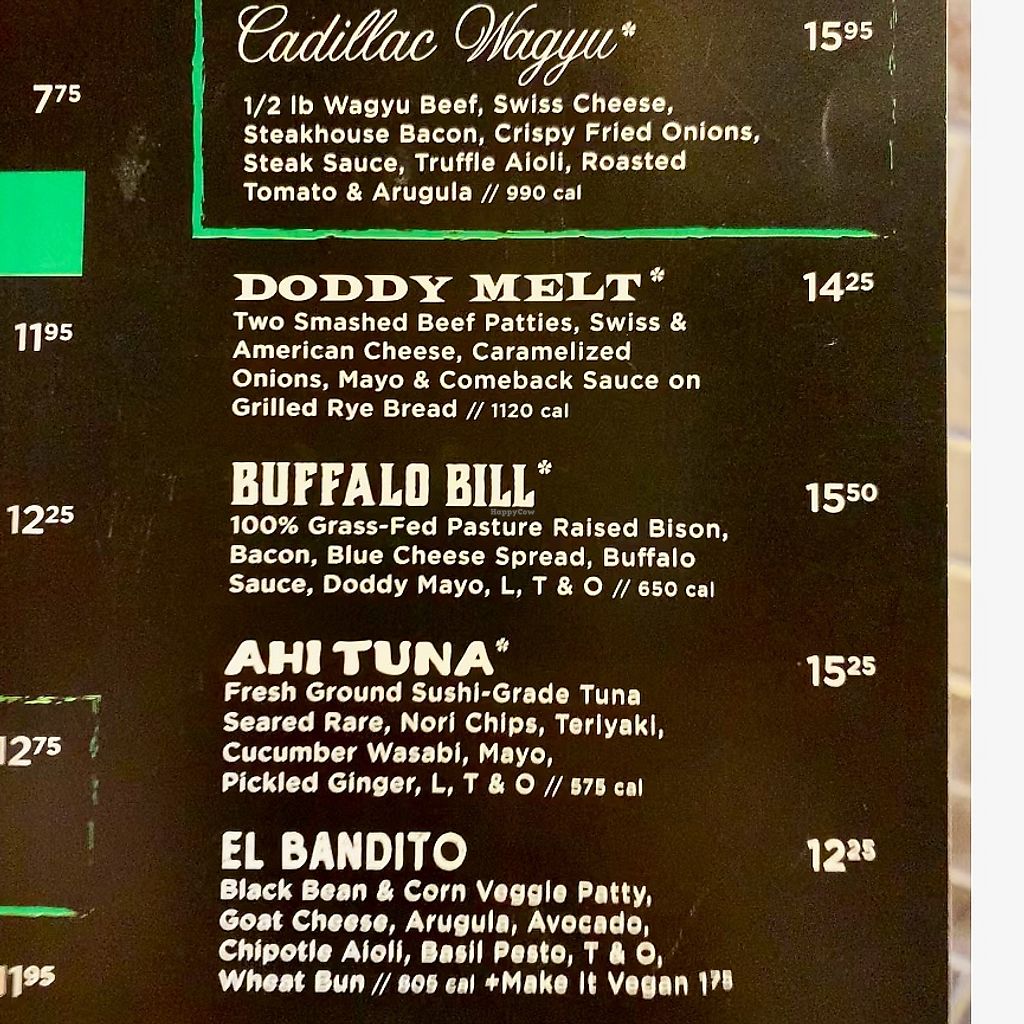 Cadillac Wagyu* 15⁹⁵
1/2 lb Wagyu Beef, Swiss Cheese,
Steakhouse Bacon, Crispy Fried Onions,
Steak Sauce, Truffle Aioli, Roasted
Tomato & Arugula // 990 cal
DODDY MELT* 14²⁵
Two Smashed Beef Patties, Swiss &
American Cheese, Caramelized
Onions, Mayo & Comeback Sauce on
Grilled Rye Bread // 1120 cal
BUFFALO BILL* 15⁵⁰
HappyCow
100% Grass-Fed Pasture Raised Bison,
Bacon, Blue Cheese Spread, Buffalo
Sauce, Doddy Mayo, L, T & O // 650 cal
AHI TUNA* 15²⁵
Fresh Ground Sushi-Grade Tuna
Seared Rare, Nori Chips, Teriyaki,
Cucumber Wasabi, Mayo,
Pickled Ginger, L, T & O // 575 cal
EL BANDITO 12²⁵
Black Bean & Corn Veggie Patty,
Goat Cheese, Arugula, Avocado,
Chipotle Aioli, Basil Pesto, T & O,
Wheat Bun // 805 cal +Make It Vegan 1⁷⁵
7⁷⁵
11⁹⁵
12²⁵
12⁷⁵
11⁹⁵